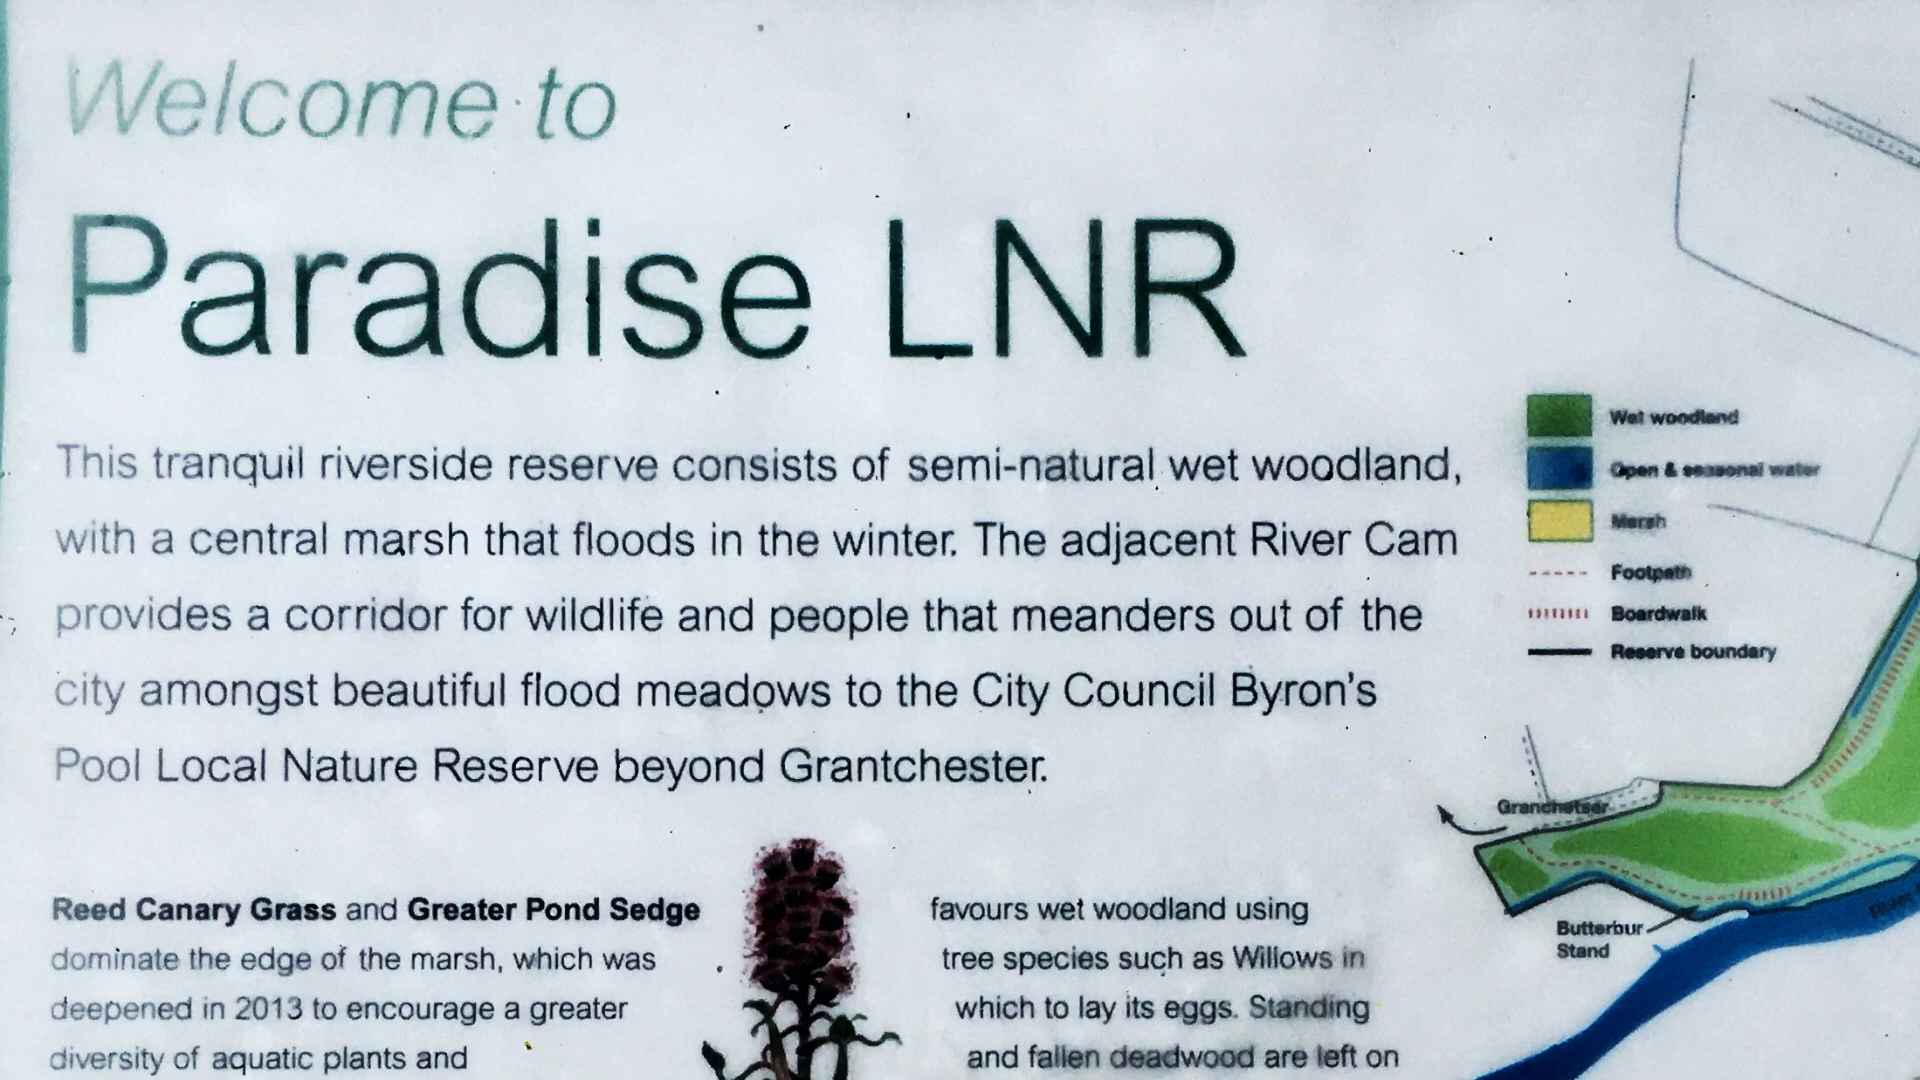 Welcome to
Paradise LNR
This tranquil riverside reserve consists of semi-natural wet woodland,
with a central marsh that floods in the winter. The adjacent River Cam
provides a corridor for wildlife and people that meanders out of the
city amongst beautiful flood meadows to the City Council Byron's
Pool Local Nature Reserve beyond Grantchester.
Reed Canary Grass and Greater Pond Sedge
dominate the edge of the marsh, which was
deepened in 2013 to encourage a greater
diversity of aquatic plants and
favours wet woodland using
tree species such as Willows in
which to lay its eggs. Standing
and fallen deadwood are left on
Wet woodland
Open & seasonal water
Marsh
Footpath
Boardwalk
Reserve boundary
Granchetser
Butterbur
Stand
River